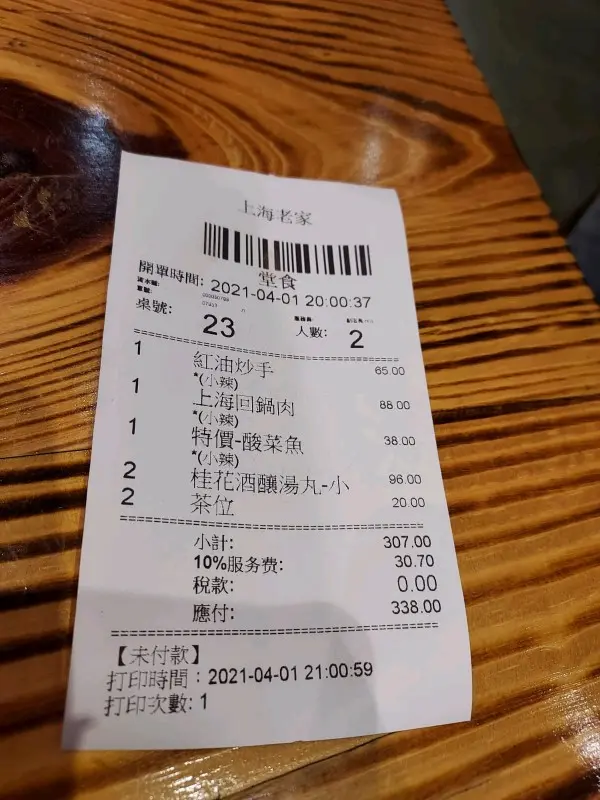 上海老家
堂食
開單時間: 2021-04-01 20:00:37
桌號: 23 人數: 2
1 紅油炒手 65.00
*(小辣)
1 上海回鍋肉 88.00
*(小辣)
1 特價-酸菜魚 38.00
*(小辣)
2 桂花酒釀湯丸-小 96.00
2 茶位 20.00
小計: 307.00
10%服务费: 30.70
稅款: 0.00
應付: 338.00
【未付款】
打印時間：2021-04-01 21:00:59
打印次數: 1